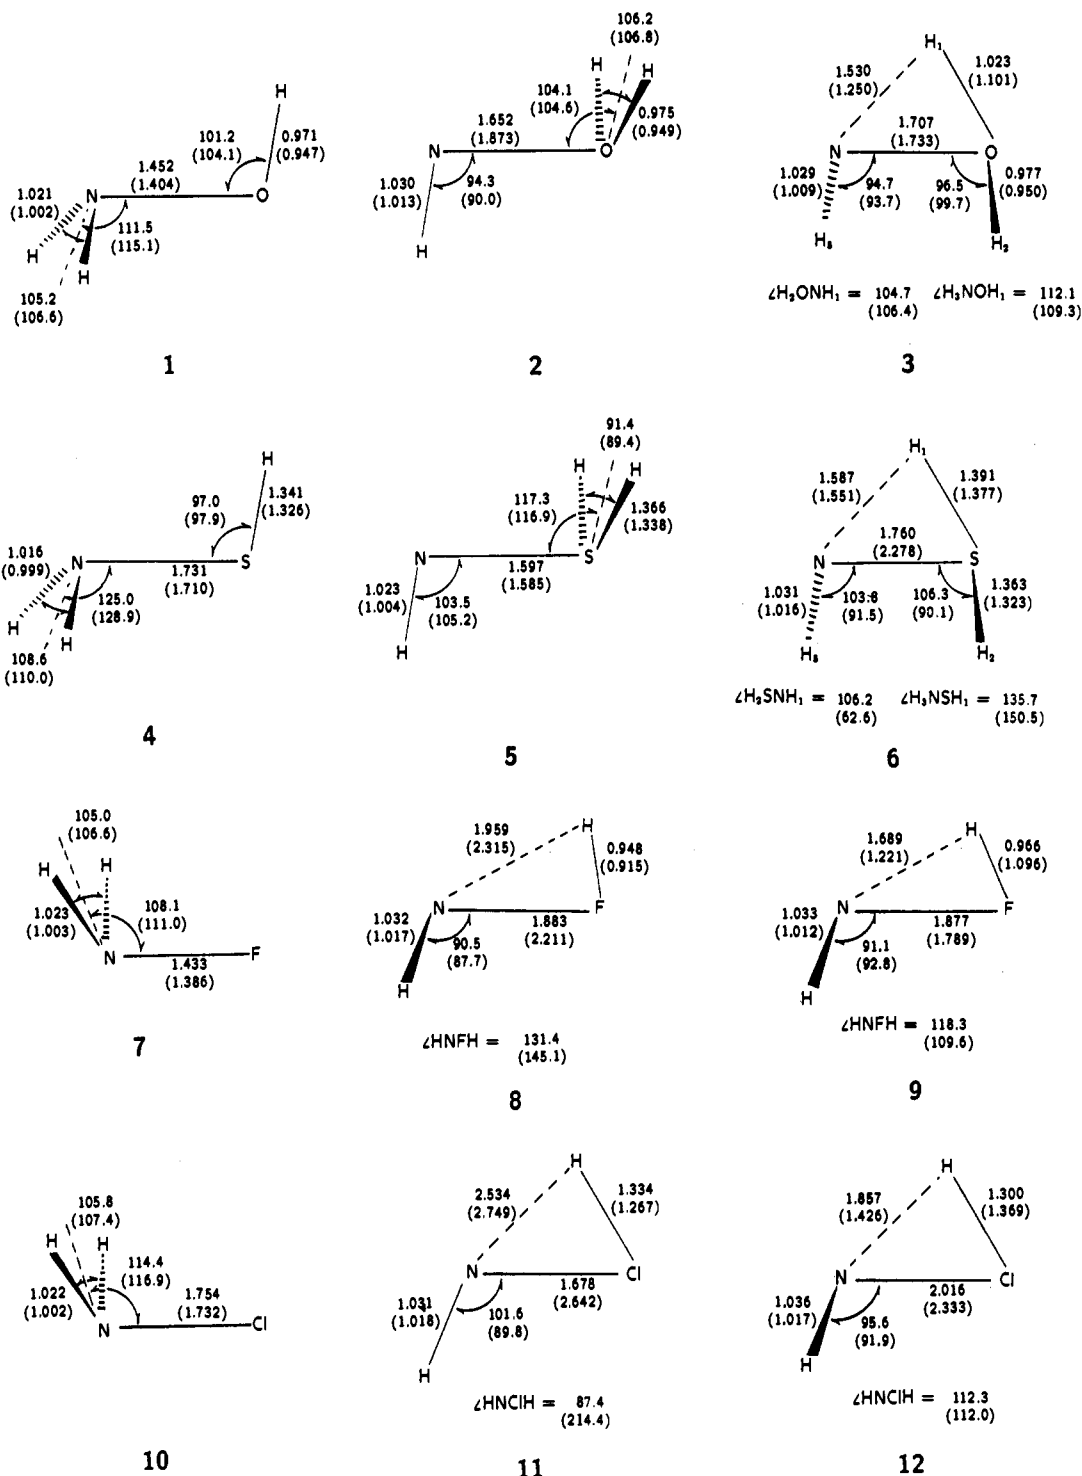 H
101.2
(104.1)
0.971
(0.947)
1.452
(1.404)
1.021
(1.002)
N
O
111.5
(115.1)
H
H
105.2
(106.6)
1
106.2
(106.8)
H
H
104.1
(104.6)
0.975
(0.949)
1.652
(1.873)
N
O
1.030
(1.013)
94.3
(90.0)
H
2
H₁
1.530
(1.250)
1.023
(1.101)
1.707
(1.733)
N
O
1.029
(1.009)
94.7
(93.7)
96.5
(99.7)
0.977
(0.950)
H₃
H₂
∠H₂ONH₁ = 104.7 ∠H₃NOH₁ = 112.1
(106.4) (109.3)
3
H
97.0
(97.9)
1.341
(1.326)
1.016
(0.999)
N
S
125.0
(128.9)
1.731
(1.710)
H
H
108.6
(110.0)
4
91.4
(89.4)
H
H
117.3
(116.9)
1.366
(1.338)
N
S
1.597
(1.585)
1.023
(1.004)
103.5
(105.2)
H
5
H₁
1.587
(1.551)
1.391
(1.377)
1.760
(2.278)
N
S
1.031
(1.016)
103.8
(91.5)
106.3
(90.1)
1.363
(1.323)
H₃
H₂
∠H₂SNH₁ = 106.2 ∠H₃NSH₁ = 135.7
(62.6) (150.5)
6
105.0
(106.6)
H
H
1.023
(1.003)
108.1
(111.0)
N
F
1.433
(1.386)
7
1.959
(2.315)
H
0.948
(0.915)
N
F
1.032
(1.017)
90.5
(87.7)
1.883
(2.211)
H
∠HNFH = 131.4
(145.1)
8
1.689
(1.221)
H
0.966
(1.096)
N
F
1.033
(1.012)
91.1
(92.8)
1.877
(1.789)
H
∠HNFH = 118.3
(109.6)
9
105.8
(107.4)
H
H
114.4
(116.9)
1.022
(1.002)
1.754
(1.732)
N
Cl
10
H
2.534
(2.749)
1.334
(1.267)
N
Cl
1.678
(2.642)
1.031
(1.018)
101.6
(89.8)
H
∠HNClH = 87.4
(214.4)
11
H
1.857
(1.426)
1.300
(1.369)
N
Cl
2.016
(2.333)
1.036
(1.017)
95.6
(91.9)
H
∠HNClH = 112.3
(112.0)
12